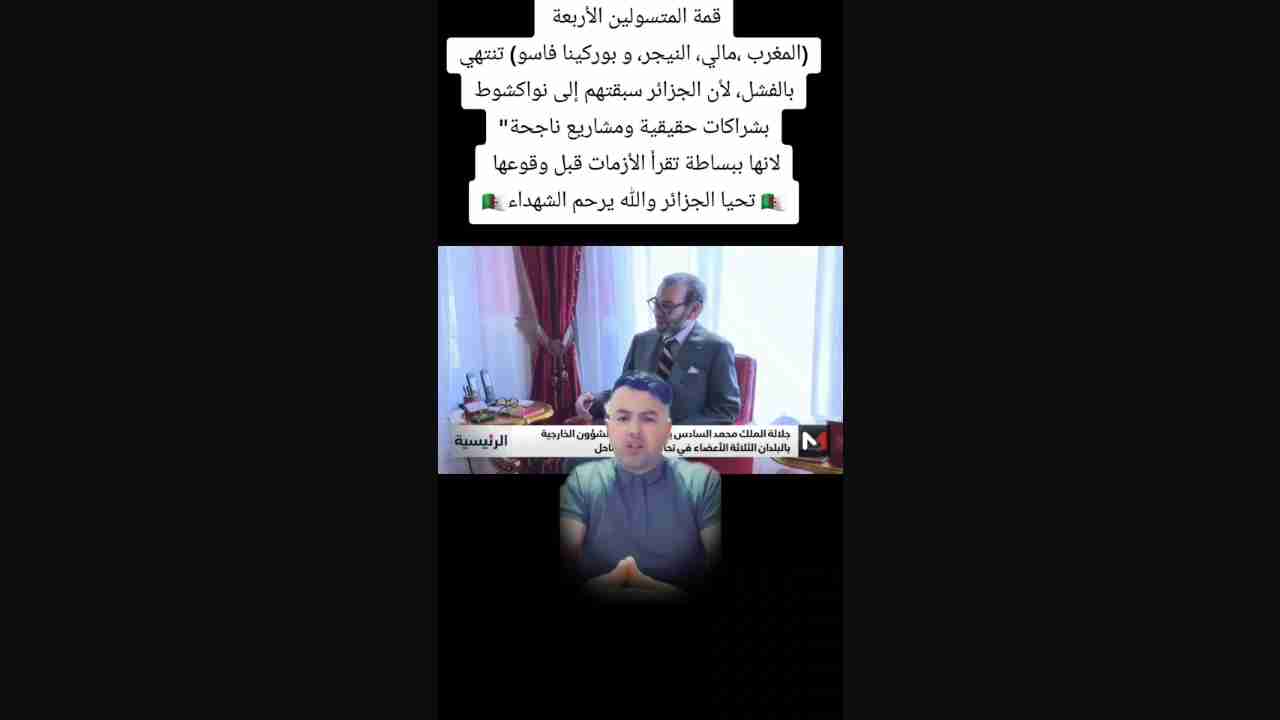 قمة المتسولين الأربعة
(المغرب ،مالي، النيجر، و بوركينا فاسو) تنتهي
بالفشل، لأن الجزائر سبقتهم إلى نواكشوط
بشراكات حقيقية ومشاريع ناجحة"
لانها ببساطة تقرأ الأزمات قبل وقوعها
🇩🇿 تحيا الجزائر والله يرحم الشهداء 🇩🇿
جلالة الملك محمد السادس لشؤون الخارجية
بالبلدان الثلاثة الأعضاء في
الرئيسية